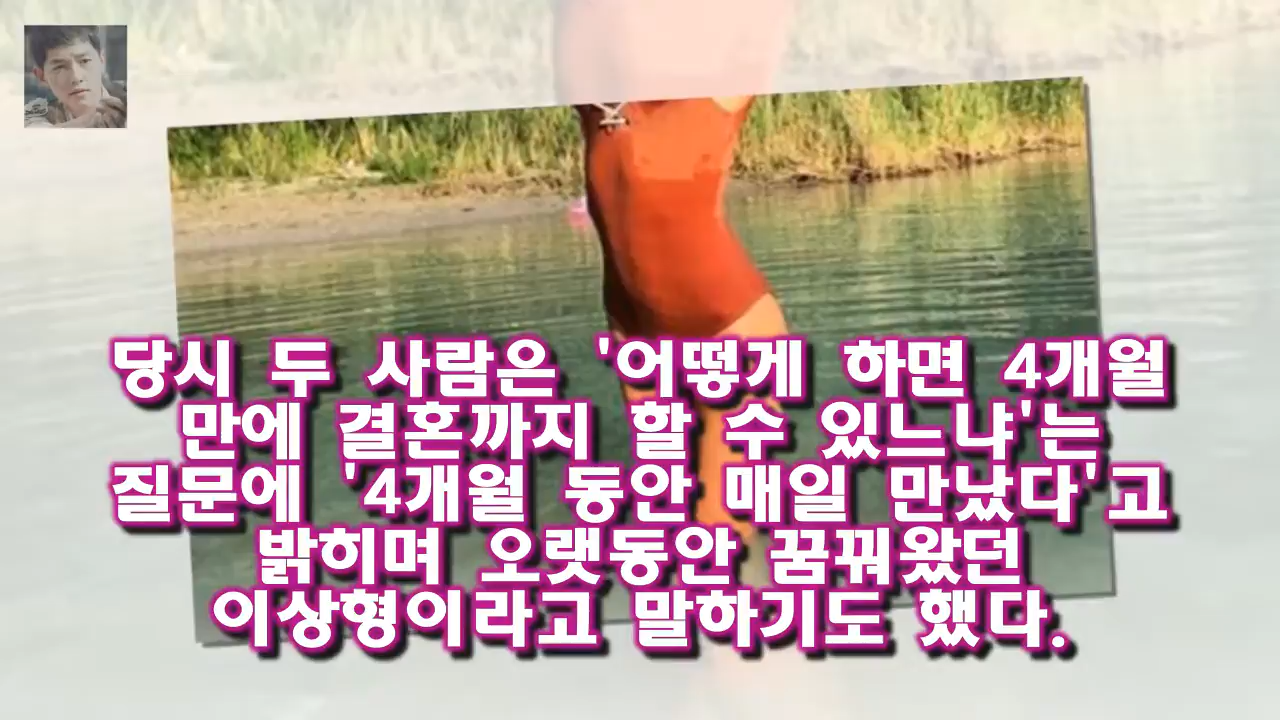 당시 두 사람은 '어떻게 하면 4개월
만에 결혼까지 할 수 있느냐'는
질문에 '4개월 동안 매일 만났다'고
밝히며 오랫동안 꿈꿔왔던
이상형이라고 말하기도 했다.